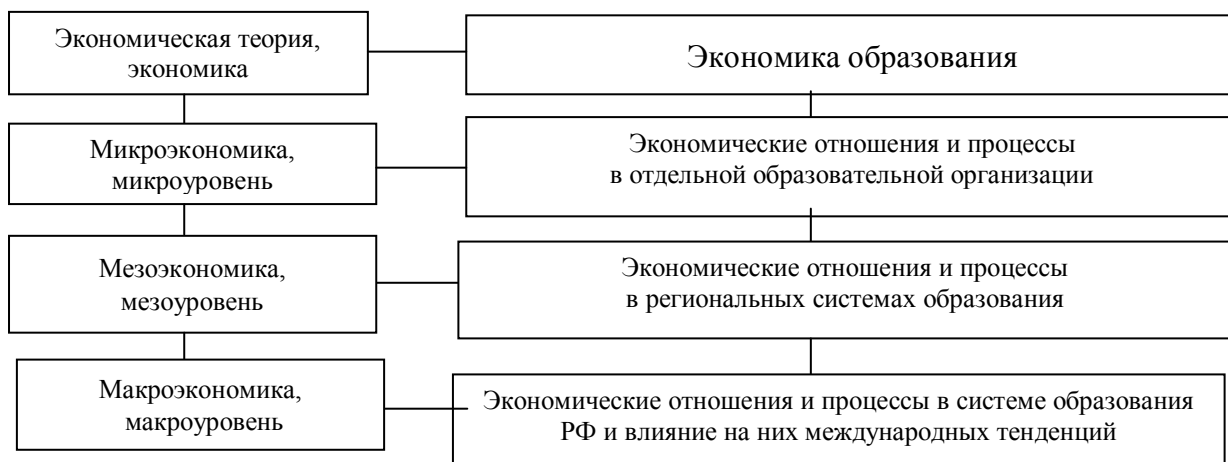 Экономическая теория,
экономика
Экономика образования
Микроэкономика,
микроуровень
Экономические отношения и процессы
в отдельной образовательной организации
Мезоэкономика,
мезоуровень
Экономические отношения и процессы
в региональных системах образования
Макроэкономика,
макроуровень
Экономические отношения и процессы в системе образования
РФ и влияние на них международных тенденций